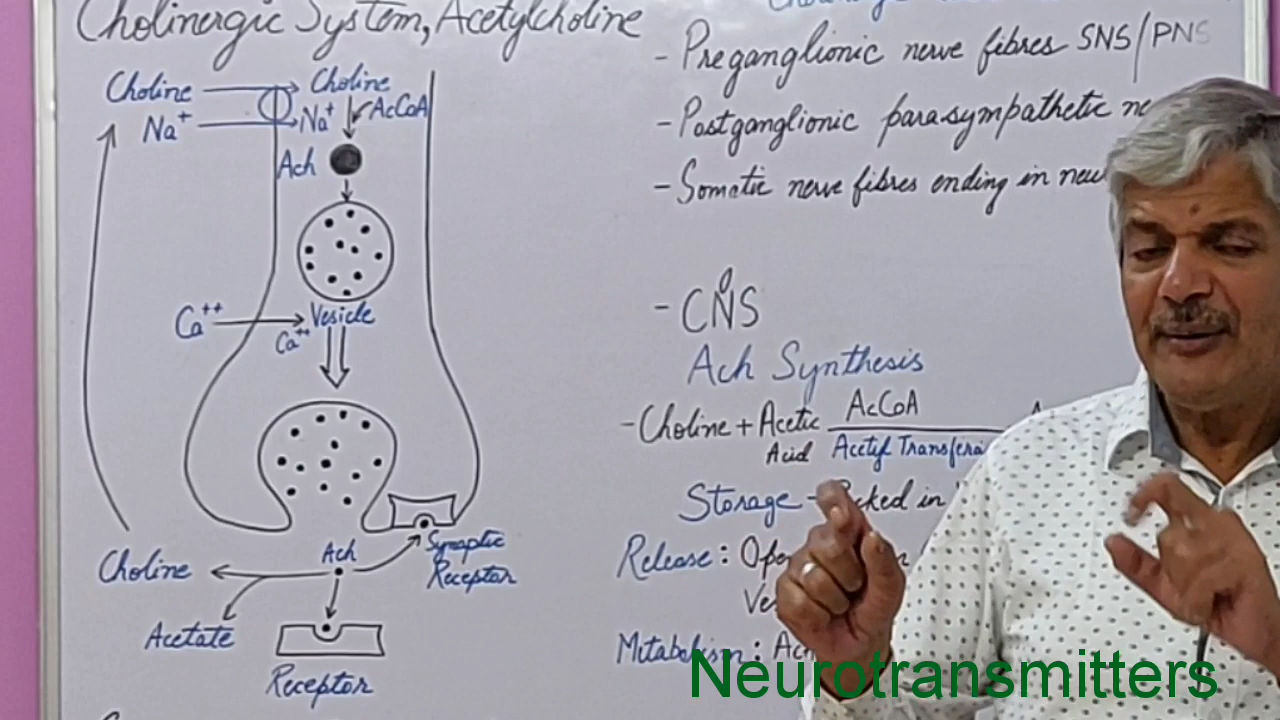 Cholinergic System, Acetylcholine
Choline → Choline
Na⁺ → Na⁺
AcCoA
Ach
Ca⁺⁺ → Vesicle
Ca⁺⁺
Ach
Choline
Synaptic
Receptor
Acetate
Receptor
- Preganglionic nerve fibres SNS/PNS
- Postganglionic parasympathetic
- Somatic nerve fibres ending in
- CNS
Ach Synthesis
- Choline + Acetic AcCoA
Acid Acetyl
Storage - in
Release :
Metabolism :
Neurotransmitters